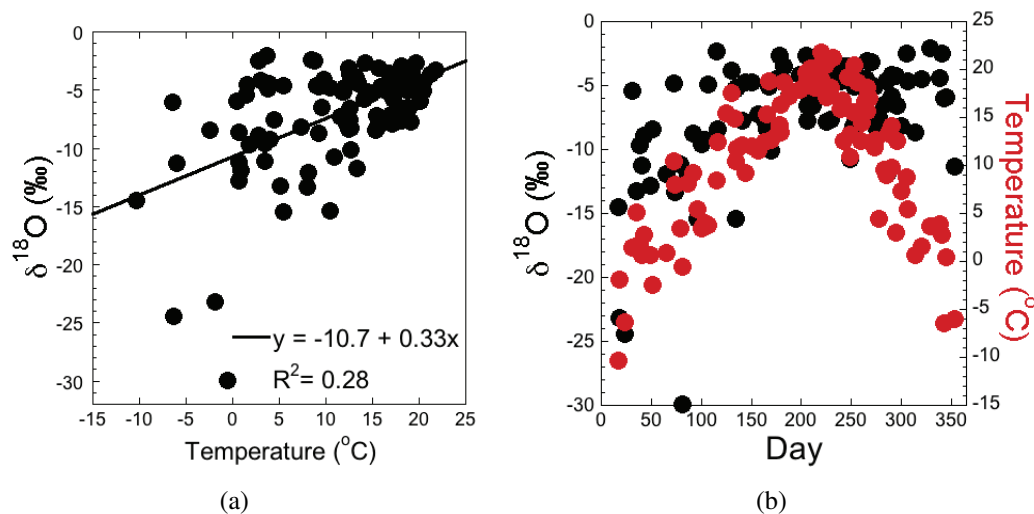 0
-5
-10
-15
-20
-25
-30
δ¹⁸O (‰)
y = -10.7 + 0.33x
R²= 0.28
-15 -10 -5 0 5 10 15 20 25
Temperature (°C)
(a)
0
-5
-10
-15
-20
-25
-30
δ¹⁸O (‰)
25
20
15
10
5
0
-5
-10
-15
Temperature (°C)
0 50 100 150 200 250 300 350
Day
(b)